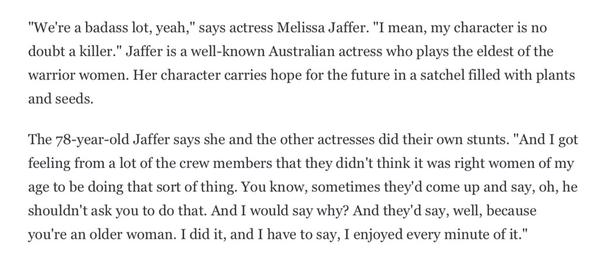 "We're a badass lot, yeah," says actress Melissa Jaffer. "I mean, my character is no
doubt a killer." Jaffer is a well-known Australian actress who plays the eldest of the
warrior women. Her character carries hope for the future in a satchel filled with plants
and seeds.
The 78-year-old Jaffer says she and the other actresses did their own stunts. "And I got
feeling from a lot of the crew members that they didn't think it was right women of my
age to be doing that sort of thing. You know, sometimes they'd come up and say, oh, he
shouldn't ask you to do that. And I would say why? And they'd say, well, because
you're an older woman. I did it, and I have to say, I enjoyed every minute of it."